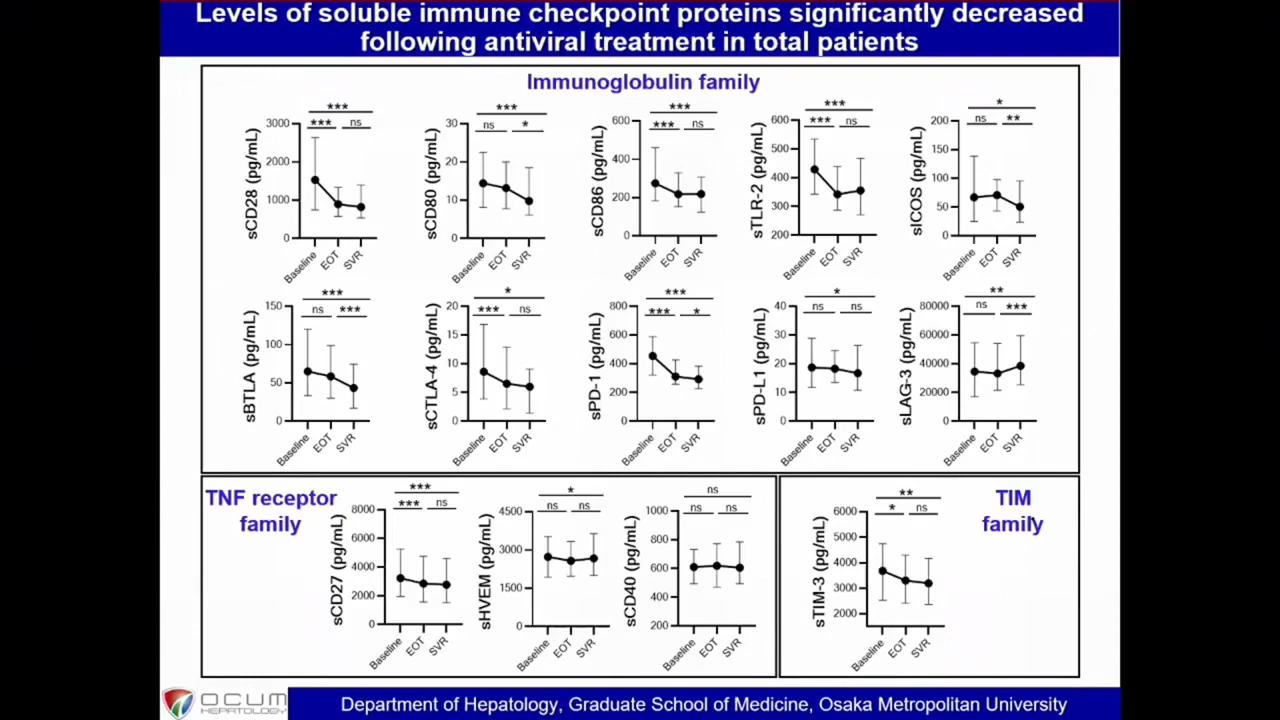 Levels of soluble immune checkpoint proteins significantly decreased
following antiviral treatment in total patients
Immunoglobulin family
sCD28 (pg/mL)
3000
2000
1000
0
***
***
ns
Baseline
EOT
SVR
sCD80 (pg/mL)
30
20
10
0
***
ns
*
Baseline
EOT
SVR
sCD86 (pg/mL)
600
400
200
0
***
***
ns
Baseline
EOT
SVR
sTLR-2 (pg/mL)
600
500
400
300
200
***
***
ns
Baseline
EOT
SVR
sICOS (pg/mL)
200
150
100
50
0
*
ns
**
Baseline
EOT
SVR
sBTLA (pg/mL)
150
100
50
0
***
ns
***
Baseline
EOT
SVR
sCTLA-4 (pg/mL)
20
15
10
5
0
*
***
ns
Baseline
EOT
SVR
sPD-1 (pg/mL)
800
600
400
200
0
***
***
*
Baseline
EOT
SVR
sPD-L1 (pg/mL)
40
30
20
10
0
*
ns
ns
Baseline
EOT
SVR
sLAG-3 (pg/mL)
80000
60000
40000
20000
0
**
ns
***
Baseline
EOT
SVR
TNF receptor
family
sCD27 (pg/mL)
8000
6000
4000
2000
0
***
***
ns
Baseline
EOT
SVR
sHVEM (pg/mL)
4500
3000
1500
0
*
ns
ns
Baseline
EOT
SVR
sCD40 (pg/mL)
1000
800
600
400
200
ns
ns
ns
Baseline
EOT
SVR
TIM
family
sTIM-3 (pg/mL)
6000
5000
4000
3000
2000
**
*
ns
Baseline
EOT
SVR
OCUM
HEPATOLOGY
Department of Hepatology, Graduate School of Medicine, Osaka Metropolitan University